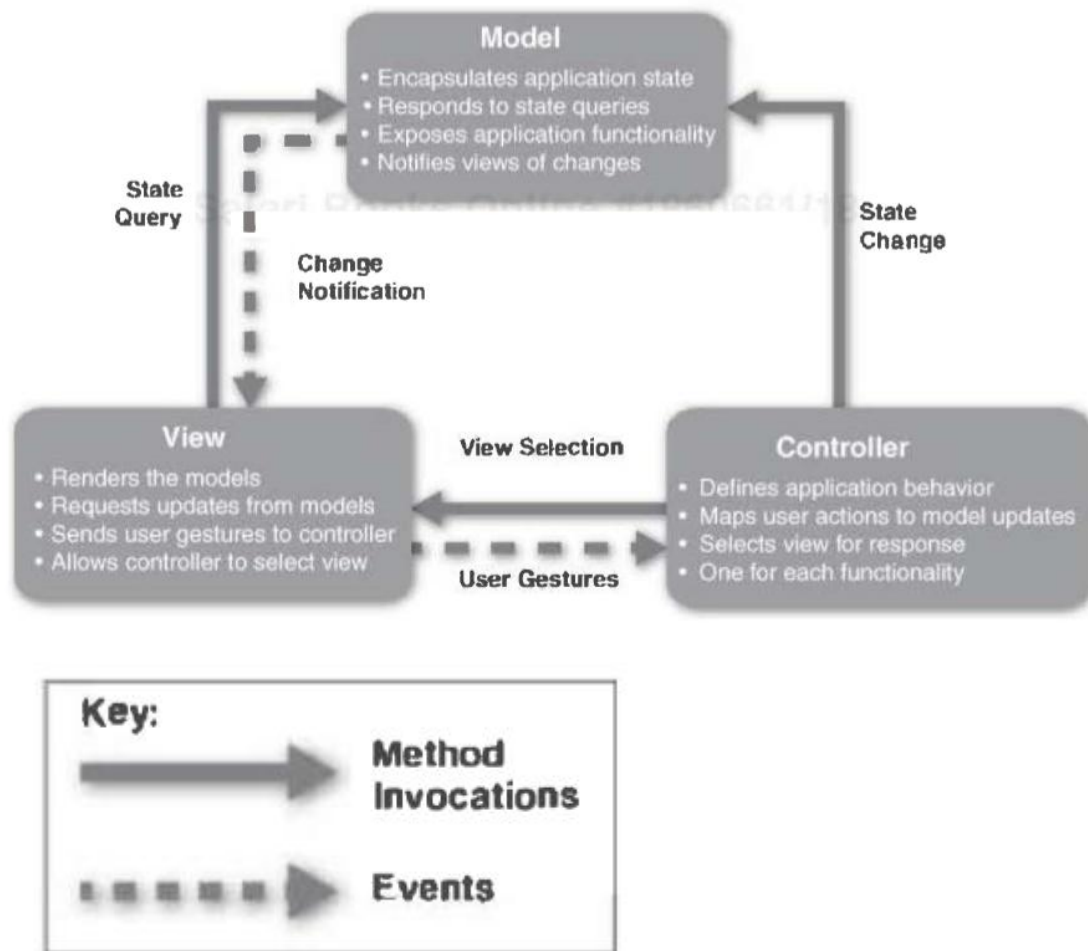 Model
• Encapsulates application state
• Responds to state queries
• Exposes application functionality
• Notifies views of changes
State
Query
Change
Notification
State
Change
View
• Renders the models
• Requests updates from models
• Sends user gestures to controller
• Allows controller to select view
View Selection
User Gestures
Controller
• Defines application behavior
• Maps user actions to model updates
• Selects view for response
• One for each functionality
Key:
Method
Invocations
Events